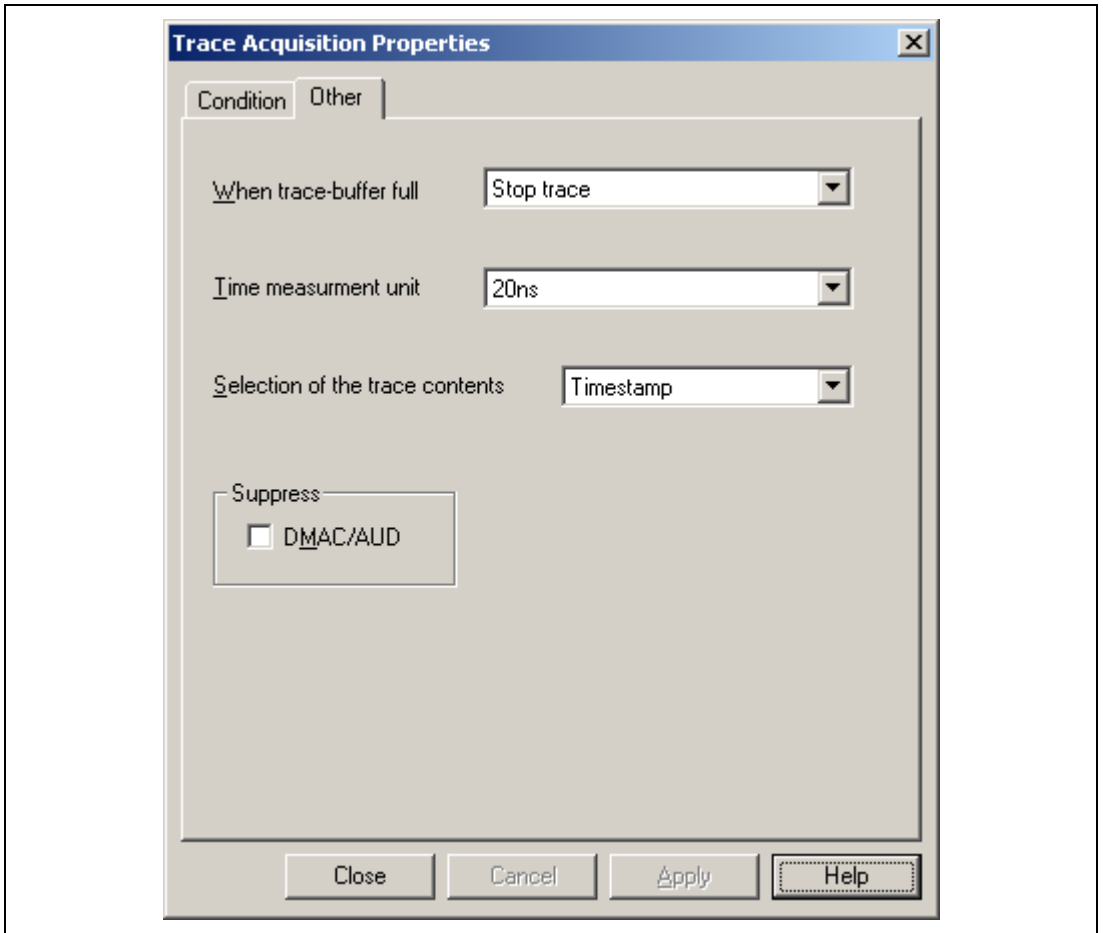 Trace Acquisition Properties
Condition Other
When trace-buffer full Stop trace
Time measurment unit 20ns
Selection of the trace contents Timestamp
Suppress
DMAC/AUD
Close Cancel Apply Help